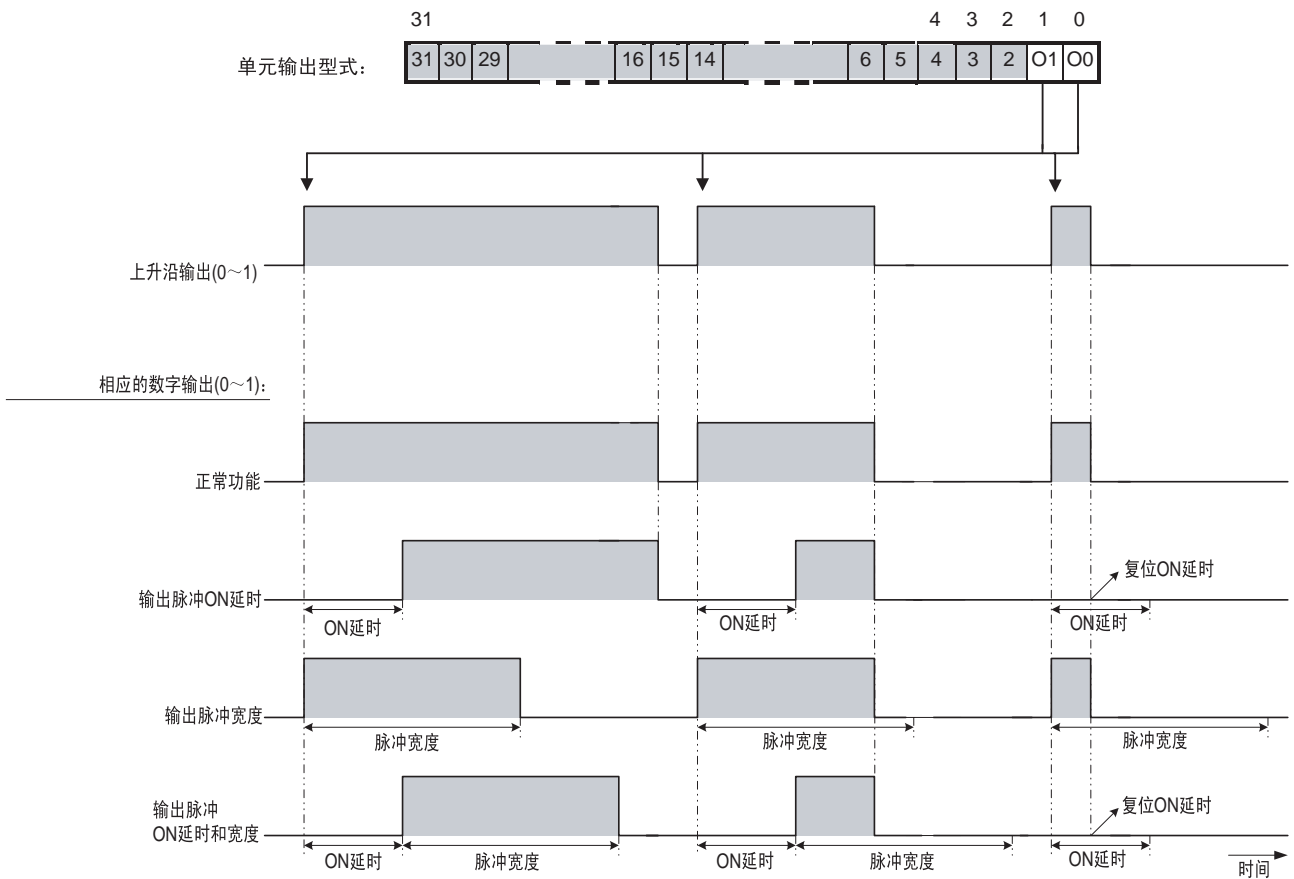 31 4 3 2 1 0
单元输出型式： 31 30 29 16 15 14 6 5 4 3 2 O1 O0
上升沿输出(0～1)
相应的数字输出(0～1)：
正常功能
输出脉冲ON延时
复位ON延时
ON延时 ON延时 ON延时
输出脉冲宽度
脉冲宽度 脉冲宽度 脉冲宽度
输出脉冲
ON延时和宽度
复位ON延时
ON延时 脉冲宽度 ON延时 脉冲宽度 ON延时
时间